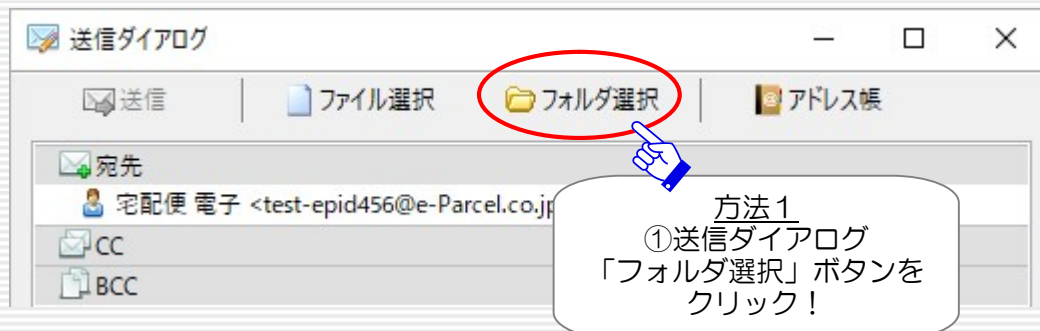 送信ダイアログ
送信 ファイル選択 フォルダ選択 アドレス帳
宛先
宅配便 電子 <test-epid456@e-Parcel.co.jp
CC
BCC
方法１
①送信ダイアログ
「フォルダ選択」ボタンを
クリック！